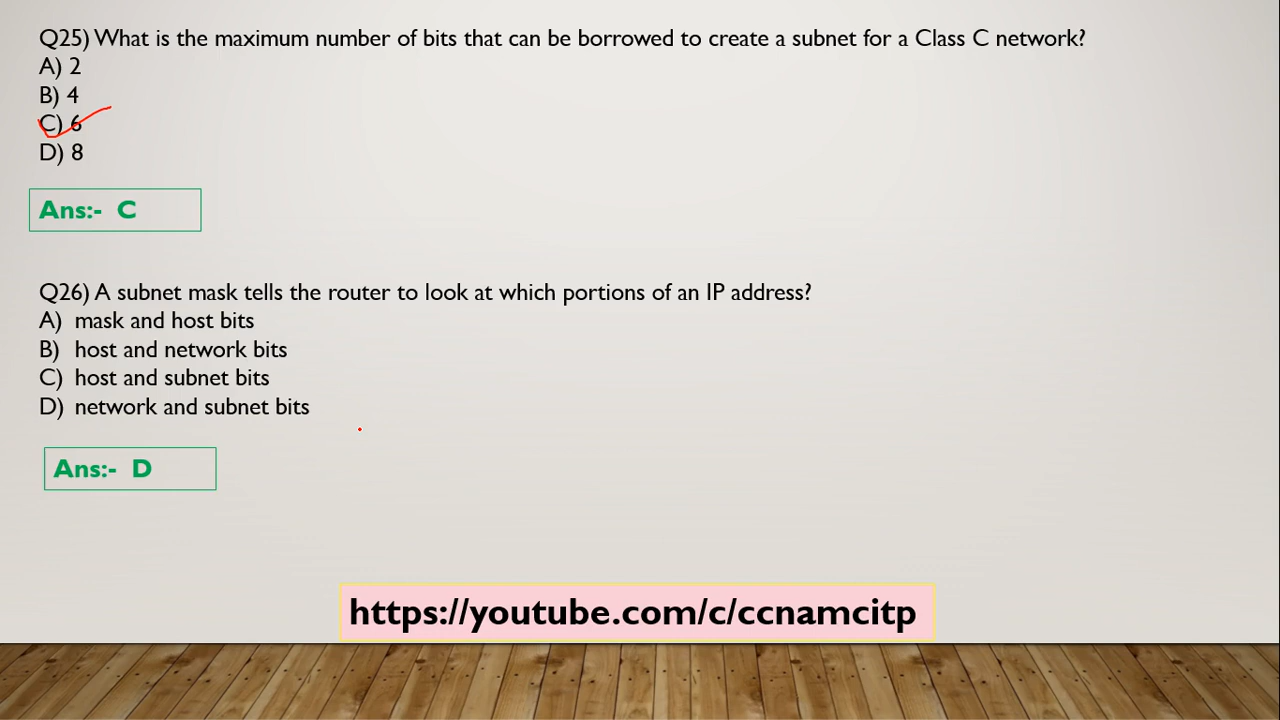 Q25) What is the maximum number of bits that can be borrowed to create a subnet for a Class C network?
A) 2
B) 4
C) 6
D) 8
Ans:- C
Q26) A subnet mask tells the router to look at which portions of an IP address?
A) mask and host bits
B) host and network bits
C) host and subnet bits
D) network and subnet bits
Ans:- D
https://youtube.com/c/ccnamcitp